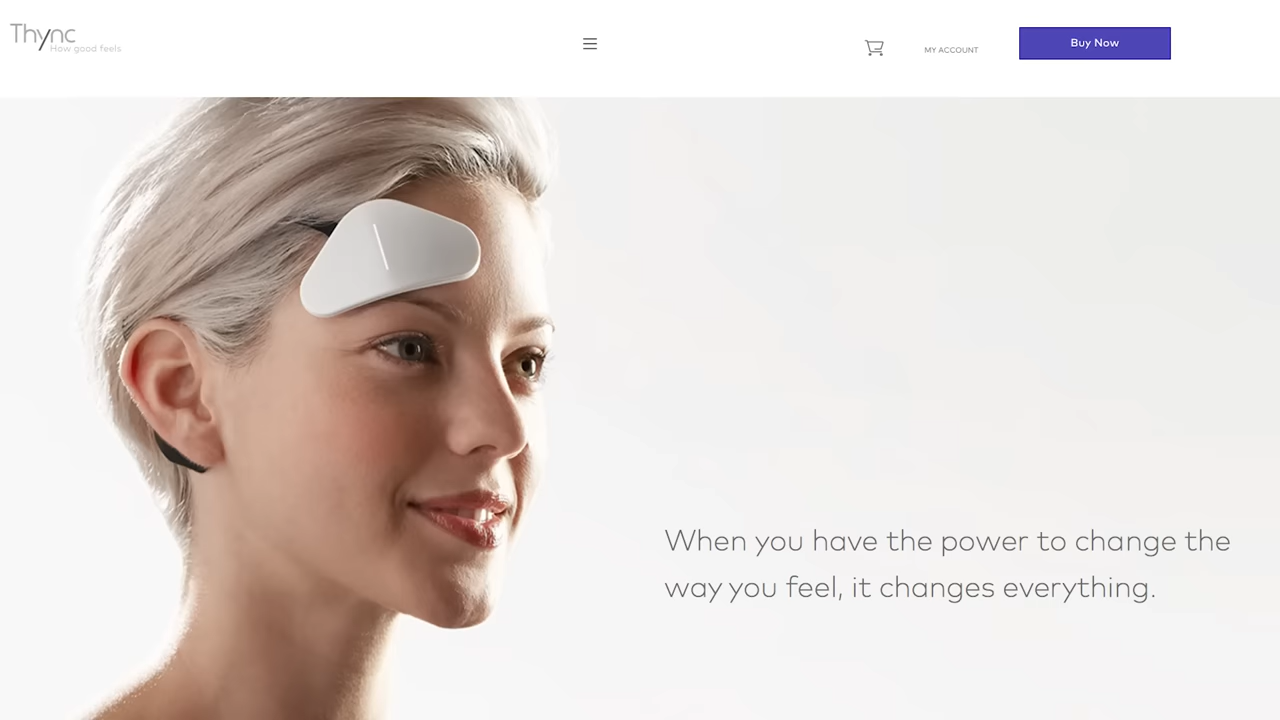 Thync
How good feels
MY ACCOUNT
Buy Now
When you have the power to change the
way you feel, it changes everything.